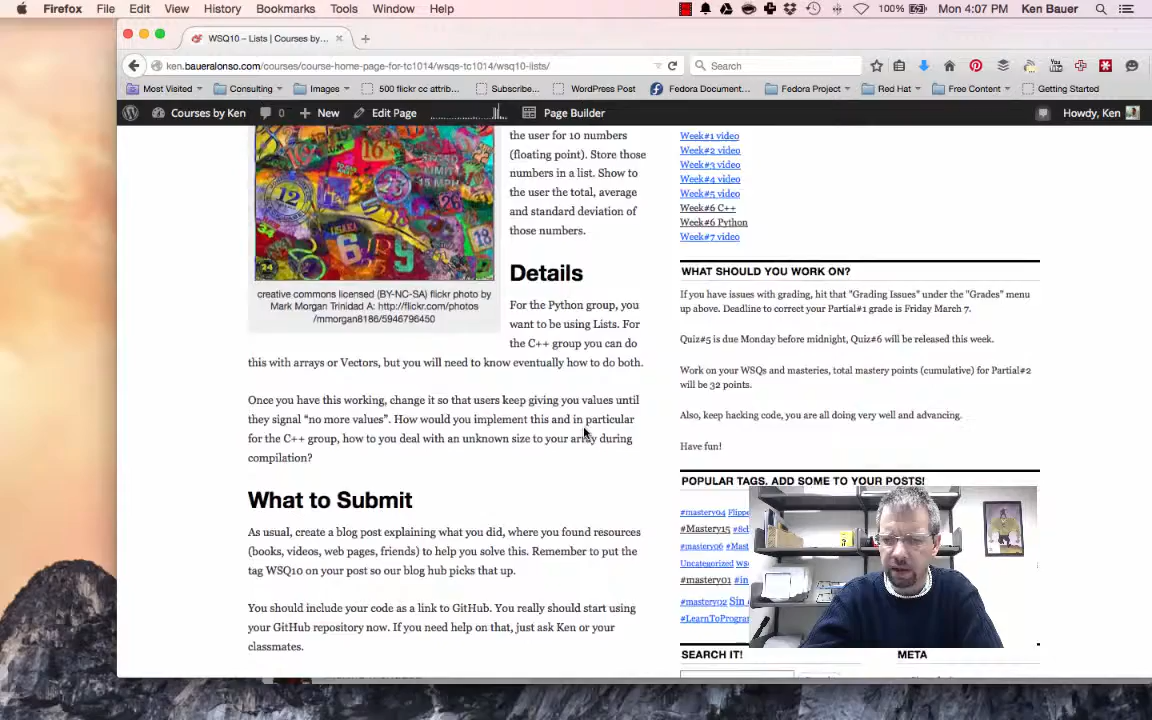 Firefox File Edit View History Bookmarks Tools Window Help 100% Mon 4:07 PM Ken Bauer
WSQ10 – Lists | Courses by...
ken.baueralonso.com/courses/course-home-page-for-tc1014/wsqs-tc1014/wsq10-lists/ Search
Most Visited Consulting Images 500 flickr cc attrib... Subscribe... WordPress Post Fedora Document... Fedora Project Red Hat Free Content Getting Started
Courses by Ken 0 New Edit Page Page Builder Howdy, Ken
the user for 10 numbers
(floating point). Store those
numbers in a list. Show to
the user the total, average
and standard deviation of
those numbers.
creative commons licensed (BY-NC-SA) flickr photo by
Mark Morgan Trinidad A: http://flickr.com/photos
/mmorgan8186/5946796450
Details
For the Python group, you
want to be using Lists. For
the C++ group you can do
this with arrays or Vectors, but you will need to know eventually how to do both.
Once you have this working, change it so that users keep giving you values until
they signal “no more values”. How would you implement this and in particular
for the C++ group, how to you deal with an unknown size to your array during
compilation?
What to Submit
As usual, create a blog post explaining what you did, where you found resources
(books, videos, web pages, friends) to help you solve this. Remember to put the
tag WSQ10 on your post so our blog hub picks that up.
You should include your code as a link to GitHub. You really should start using
your GitHub repository now. If you need help on that, just ask Ken or your
classmates.
Week#1 video
Week#2 video
Week#3 video
Week#4 video
Week#5 video
Week#6 C++
Week#6 Python
Week#7 video
WHAT SHOULD YOU WORK ON?
If you have issues with grading, hit that "Grading Issues" under the "Grades" menu
up above. Deadline to correct your Partial#1 grade is Friday March 7.
Quiz#5 is due Monday before midnight, Quiz#6 will be released this week.
Work on your WSQs and masteries, total mastery points (cumulative) for Partial#2
will be 32 points.
Also, keep hacking code, you are all doing very well and advancing.
Have fun!
POPULAR TAGS. ADD SOME TO YOUR POSTS!
#mastery04
#Mastery15
#mastery06
Uncategorized
#mastery01
#mastery02 Sin
#LearnToProgram
SEARCH IT! META